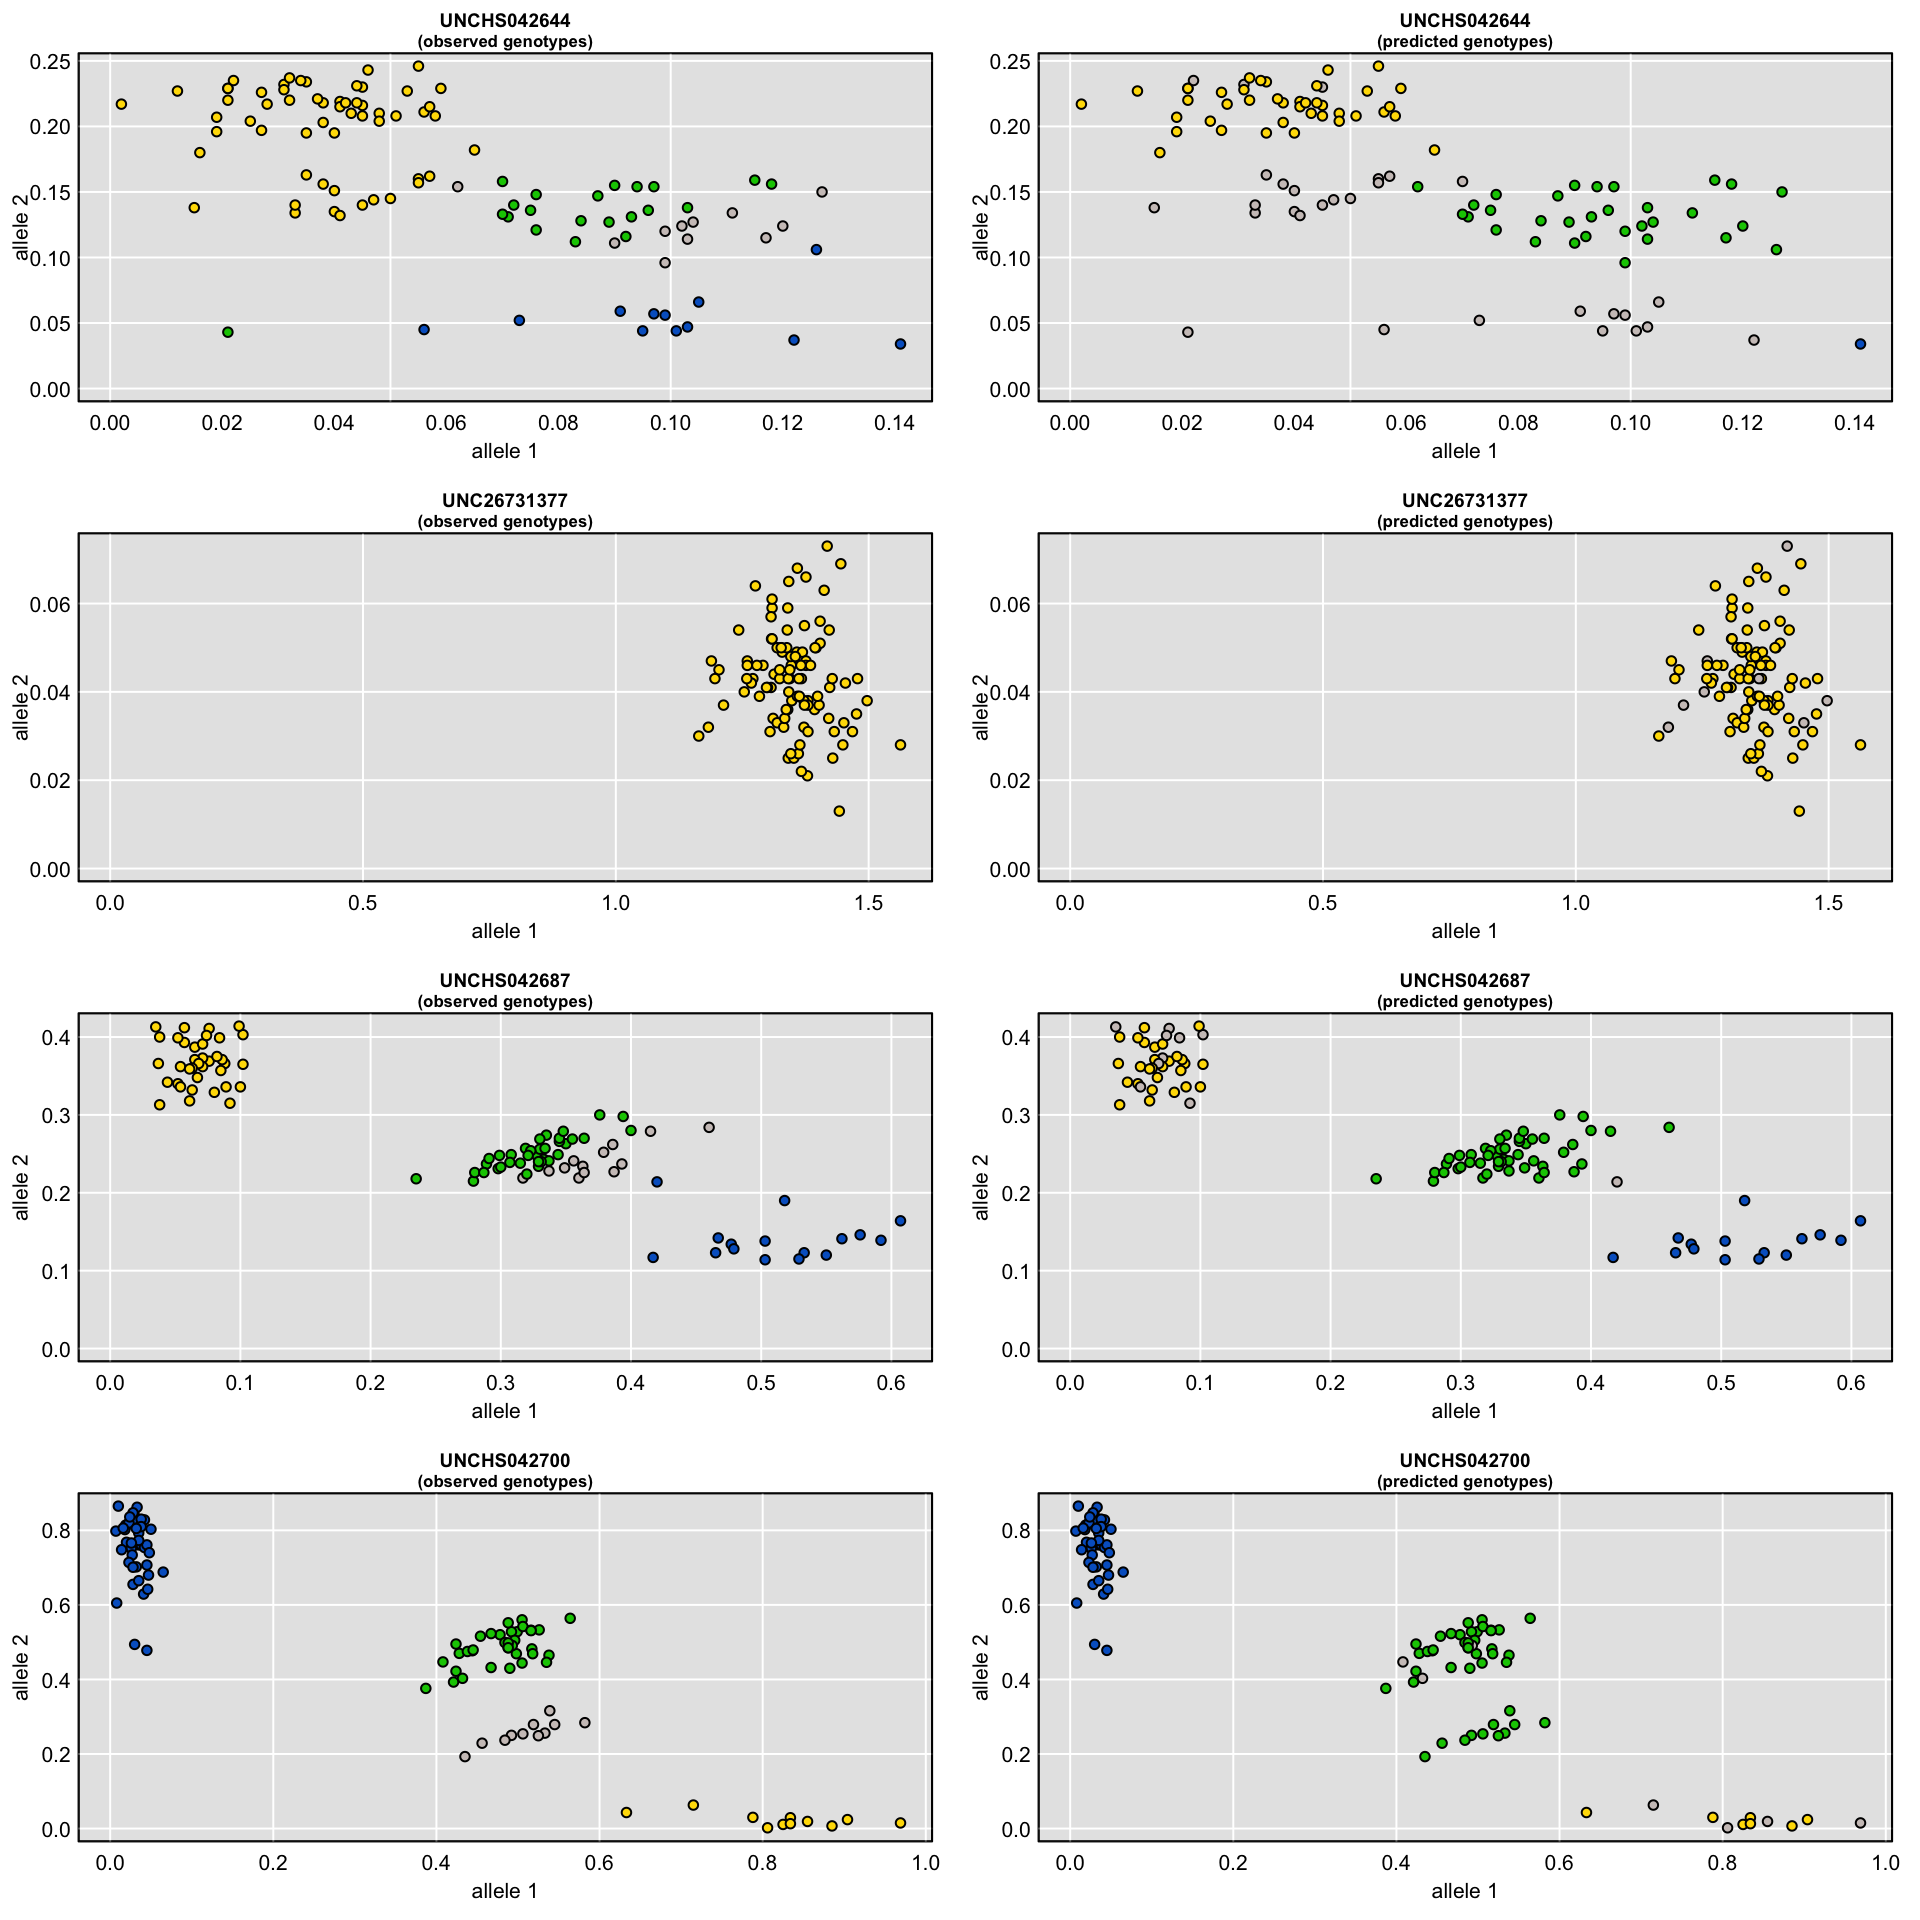 UNCHS042644
(observed genotypes)
0.25
0.20
0.15
0.10
0.05
0.00
allele 2
0.00 0.02 0.04 0.06 0.08 0.10 0.12 0.14
allele 1
UNCHS042644
(predicted genotypes)
0.25
0.20
0.15
0.10
0.05
0.00
allele 2
0.00 0.02 0.04 0.06 0.08 0.10 0.12 0.14
allele 1
UNC26731377
(observed genotypes)
0.06
0.04
0.02
0.00
allele 2
0.0 0.5 1.0 1.5
allele 1
UNC26731377
(predicted genotypes)
0.06
0.04
0.02
0.00
allele 2
0.0 0.5 1.0 1.5
allele 1
UNCHS042687
(observed genotypes)
0.4
0.3
0.2
0.1
0.0
allele 2
0.0 0.1 0.2 0.3 0.4 0.5 0.6
allele 1
UNCHS042687
(predicted genotypes)
0.4
0.3
0.2
0.1
0.0
allele 2
0.0 0.1 0.2 0.3 0.4 0.5 0.6
allele 1
UNCHS042700
(observed genotypes)
0.8
0.6
0.4
0.2
0.0
allele 2
0.0 0.2 0.4 0.6 0.8 1.0
allele 1
UNCHS042700
(predicted genotypes)
0.8
0.6
0.4
0.2
0.0
allele 2
0.0 0.2 0.4 0.6 0.8 1.0
allele 1